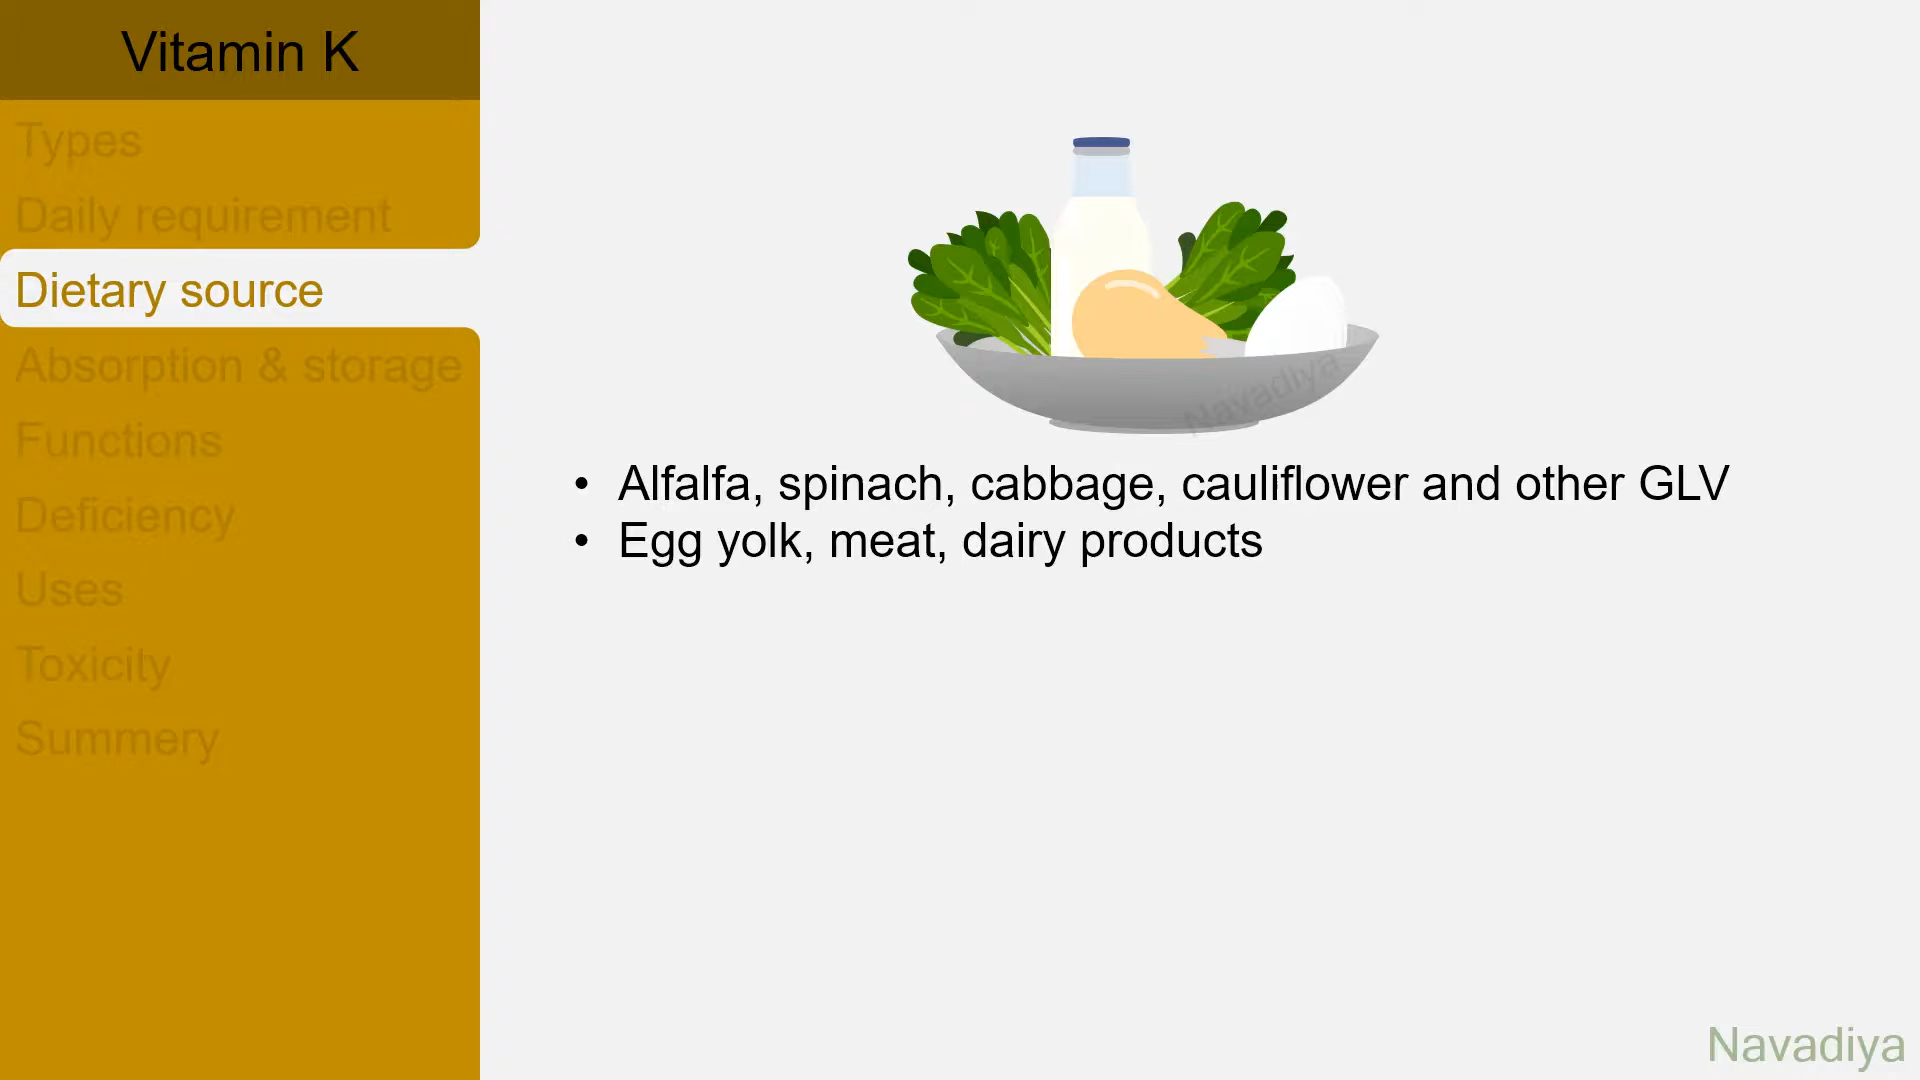 Vitamin K
Types
Daily requirement
Dietary source
Absorption & storage
Functions
Deficiency
Uses
Toxicity
Summery
Navadiya
• Alfalfa, spinach, cabbage, cauliflower and other GLV
• Egg yolk, meat, dairy products
Navadiya